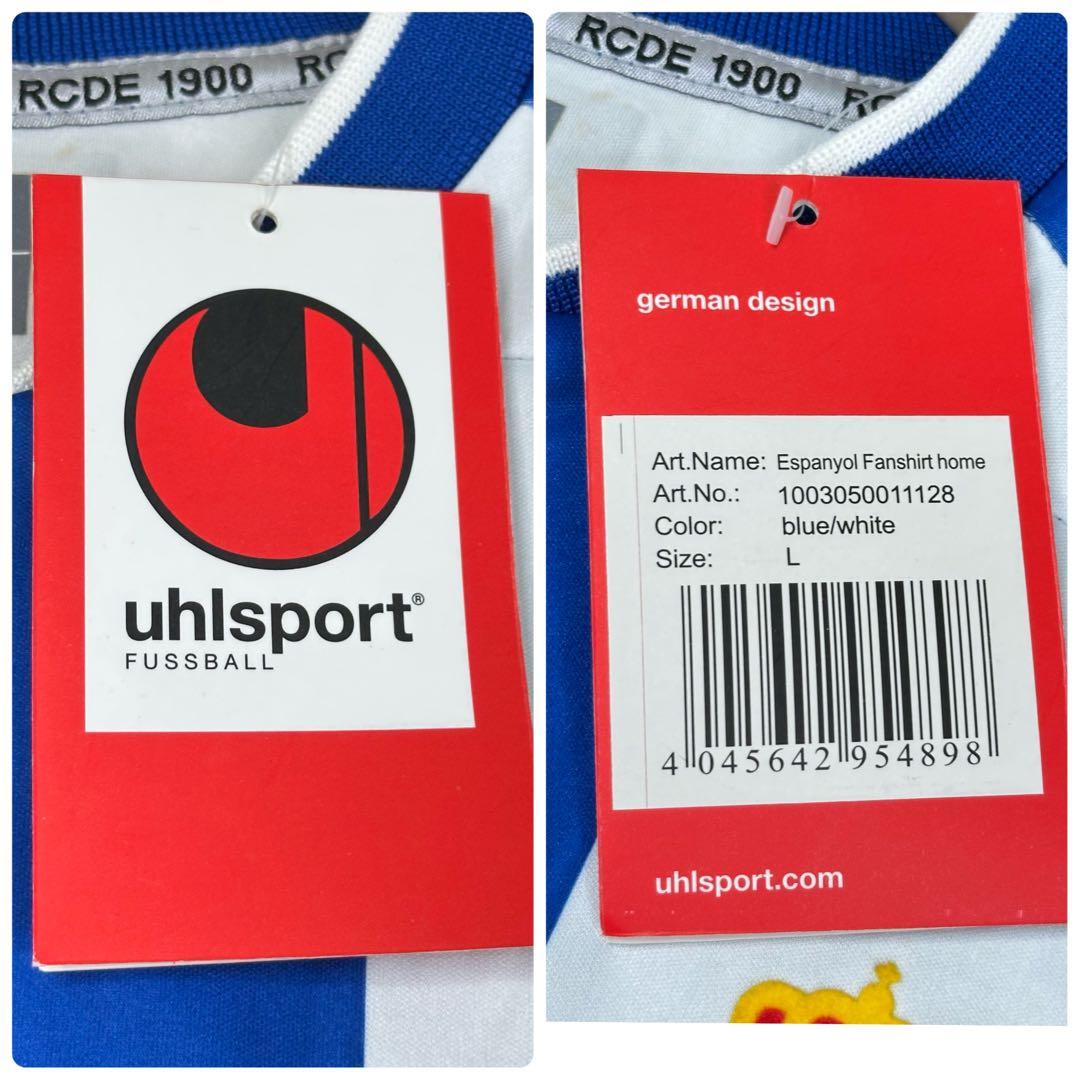 RCDE 1900 RC
uhlsport®
FUSSBALL
RCDE 1900 RC
german design
Art.Name: Espanyol Fanshirt home
Art.No.: 1003050011128
Color: blue/white
Size: L
4 045642 954898
uhlsport.com